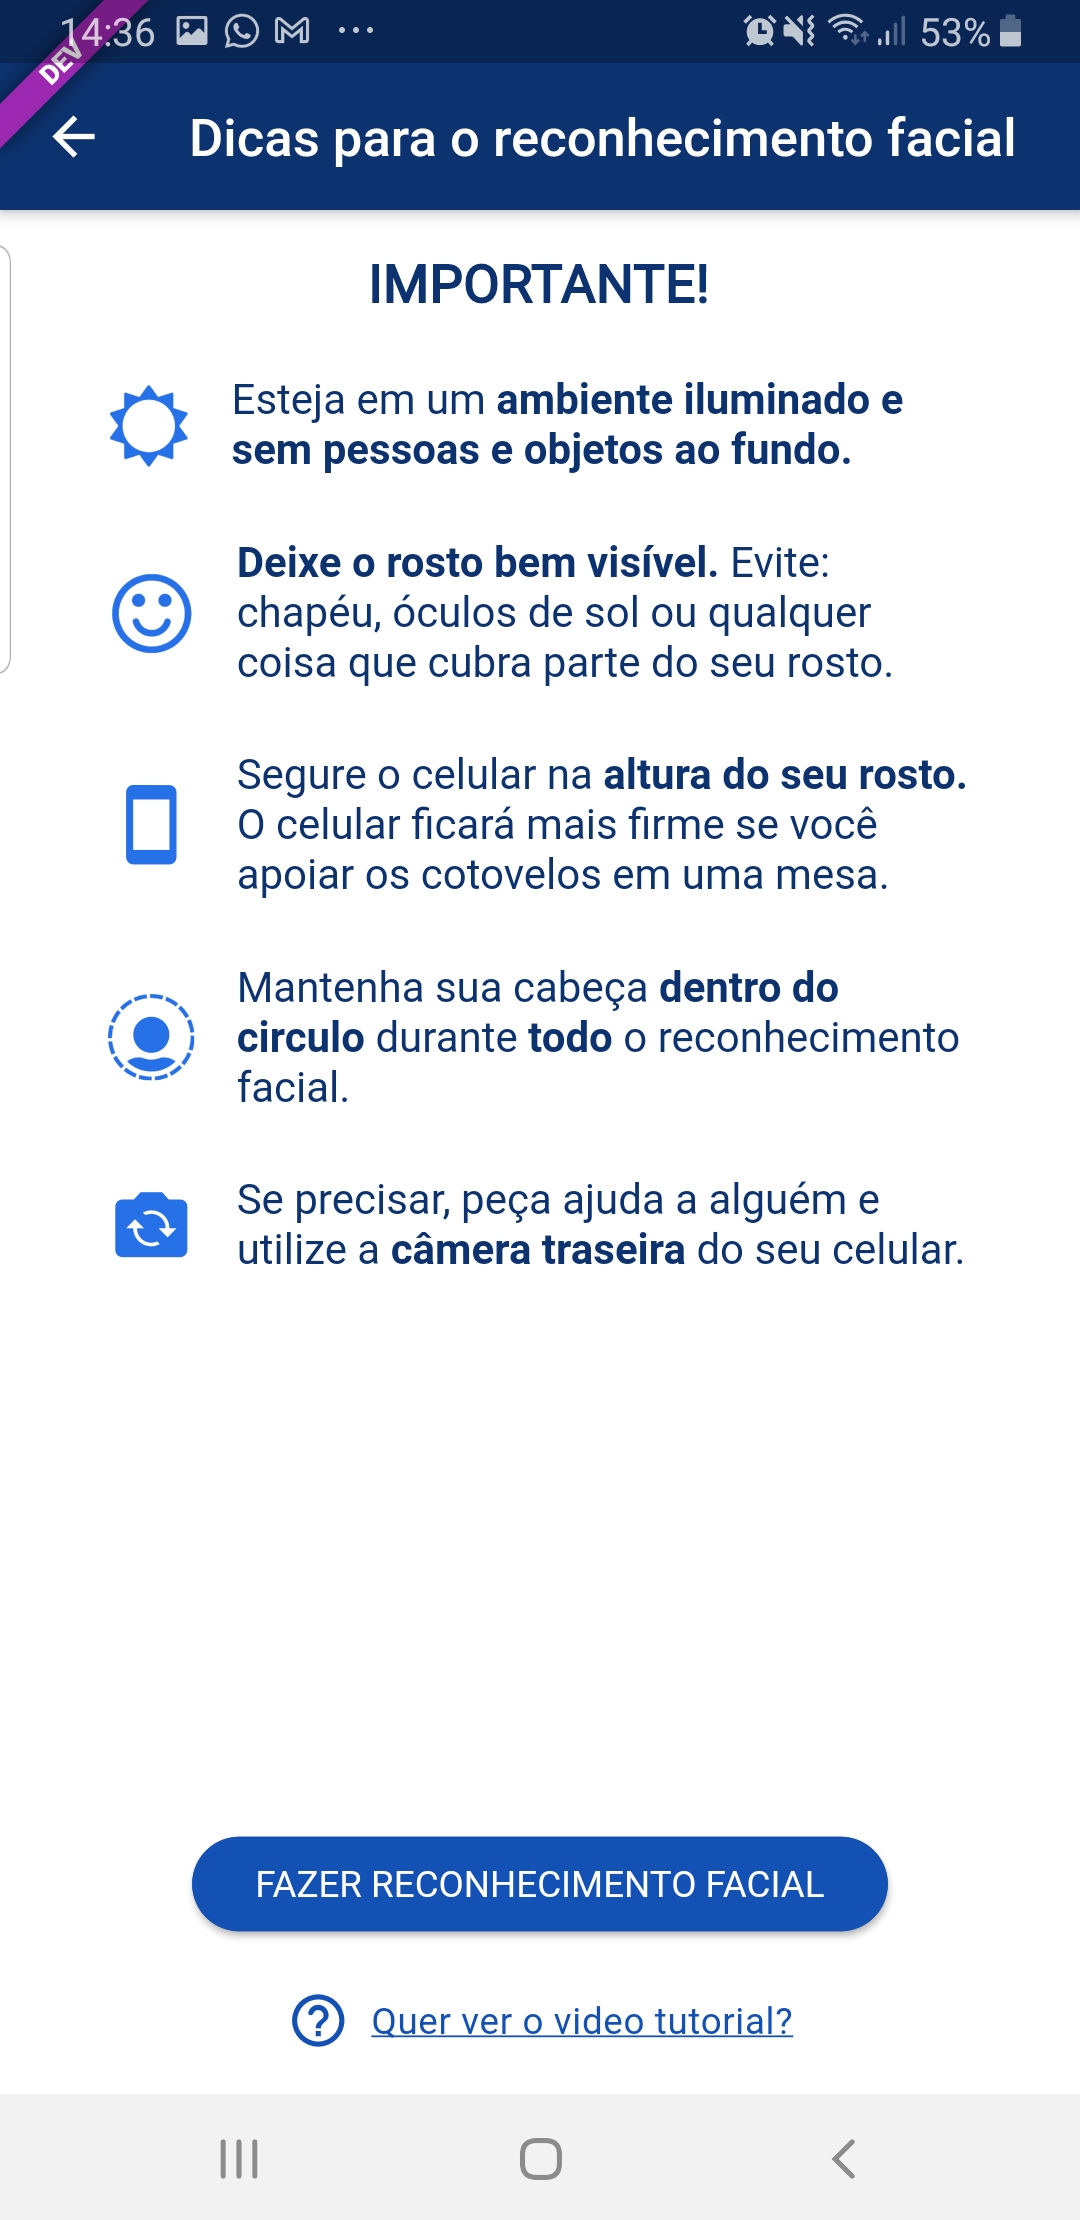 14:36
53%
DEV
Dicas para o reconhecimento facial
IMPORTANTE!
Esteja em um ambiente iluminado e
sem pessoas e objetos ao fundo.
Deixe o rosto bem visível. Evite:
chapéu, óculos de sol ou qualquer
coisa que cubra parte do seu rosto.
Segure o celular na altura do seu rosto.
O celular ficará mais firme se você
apoiar os cotovelos em uma mesa.
Mantenha sua cabeça dentro do
circulo durante todo o reconhecimento
facial.
Se precisar, peça ajuda a alguém e
utilize a câmera traseira do seu celular.
FAZER RECONHECIMENTO FACIAL
Quer ver o video tutorial?